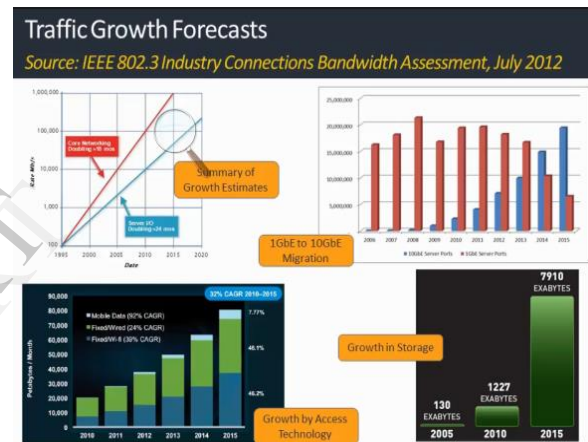 Traffic Growth Forecasts
Source: IEEE 802.3 Industry Connections Bandwidth Assessment, July 2012
1,000,000
100,000
10,000
1,000
100
Rate Mb/s
Core Networking
Doubling ≈18 mos
Server I/O
Doubling ≈24 mos
1995 2000 2005 2010 2015 2020
Date
Summary of
Growth Estimates
25,000,000
20,000,000
15,000,000
10,000,000
5,000,000
2006 2007 2008 2009 2010 2011 2012 2013 2014 2015
10GbE Server Ports 1GbE Server Ports
1GbE to 10GbE
Migration
32% CAGR 2010–2015
90,000
80,000
70,000
60,000
50,000
40,000
30,000
20,000
10,000
0
Petabytes / Month
Mobile Data (92% CAGR)
Fixed/Wired (24% CAGR)
Fixed/Wi-fi (39% CAGR)
7.77%
46.1%
46.2%
2010 2011 2012 2013 2014 2015
Growth by Access
Technology
Growth in Storage
7910
EXABYTES
1227
EXABYTES
130
EXABYTES
2005 2010 2015